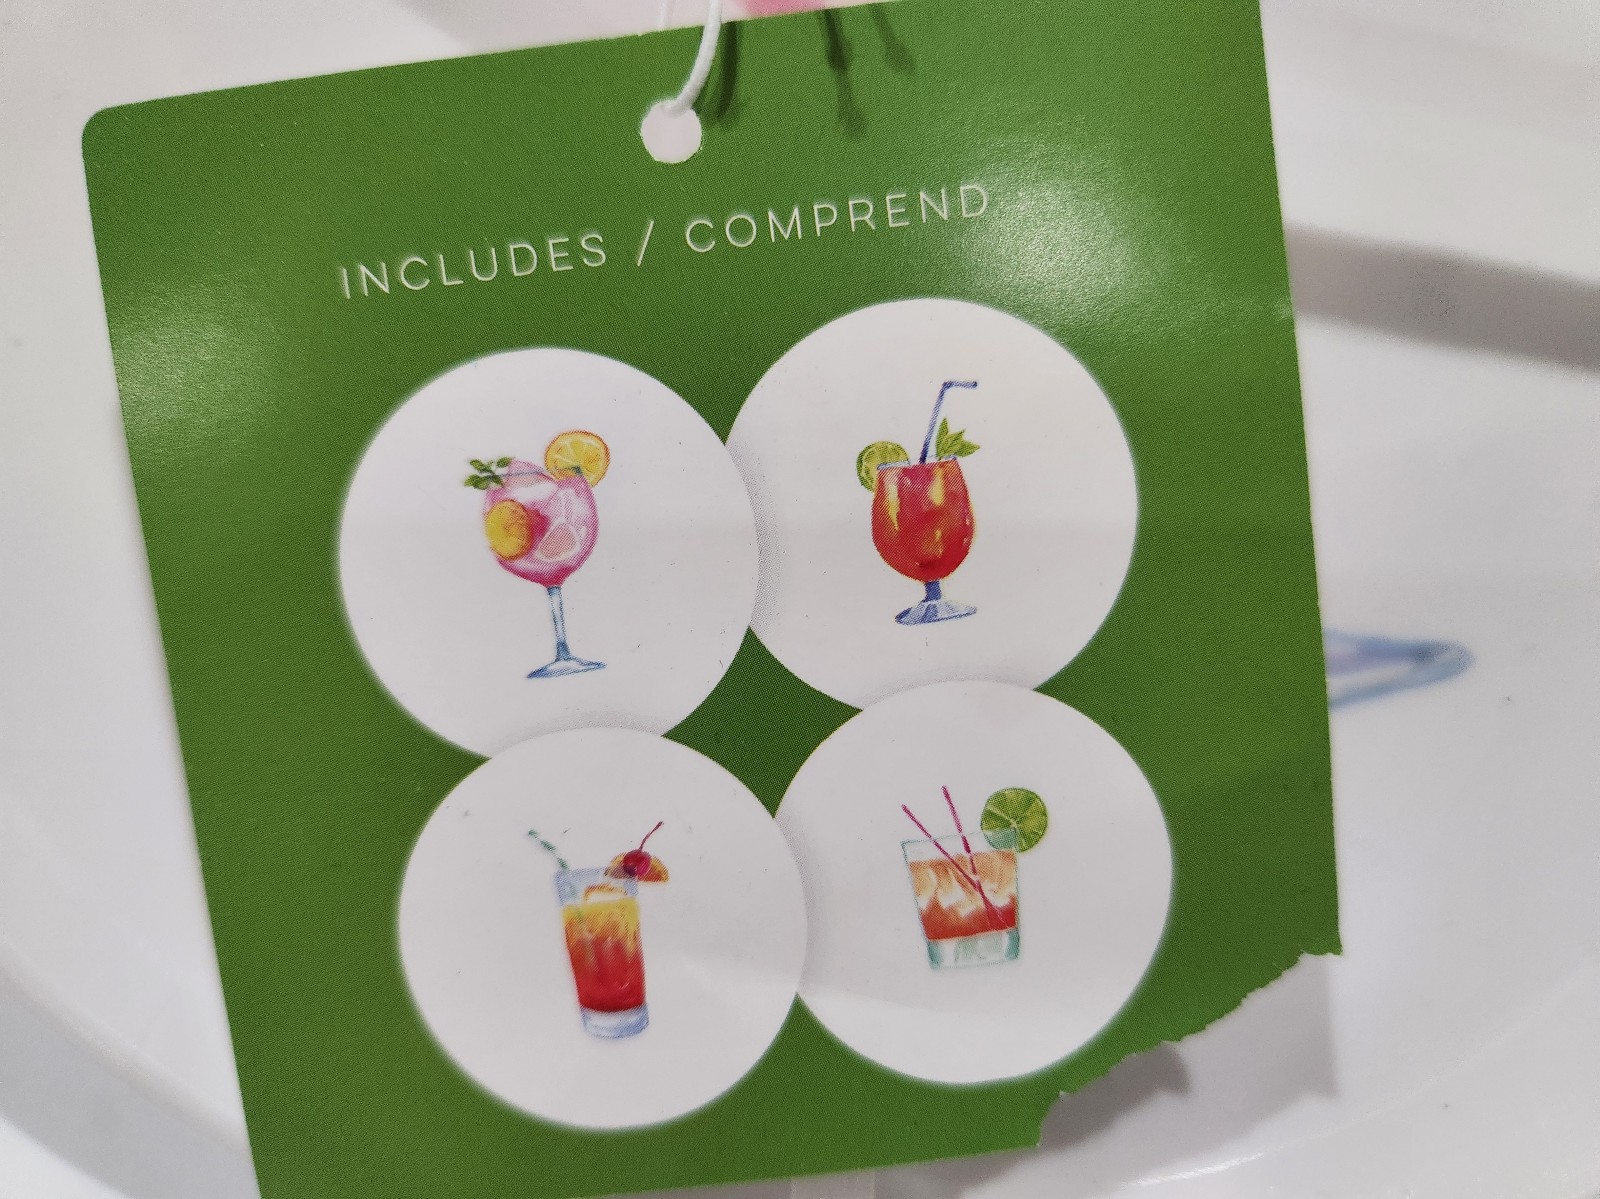 INCLUDES / COMPREND